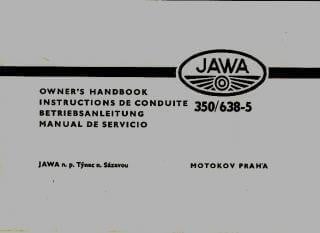 JAWA
OWNER'S HANDBOOK
INSTRUCTIONS DE CONDUITE
BETRIEBSANLEITUNG
MANUAL DE SERVICIO
350/638-5
JAWA n. p. Týnec n. Sázavou
MOTOKOV PRAHA